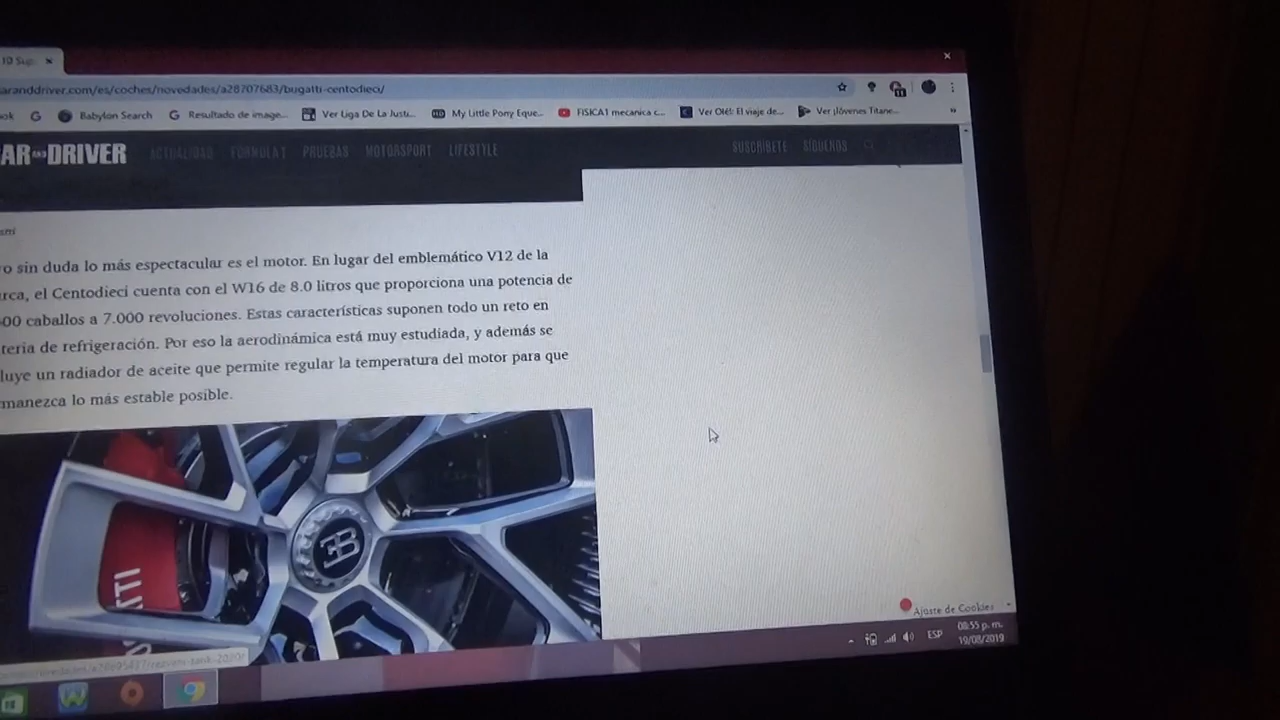 10 Sup
aranddriver.com/es/coches/novedades/a28707683/bugatti-centodieci/
ook Babylon Search Resultado de image... Ver Liga De La Justi... My Little Pony Eque... FISICA1 mecanica c... Ver Olé!: El viaje de... Ver ¡Jóvenes Titane... »
AR AND DRIVER ACTUALIDAD FÓRMULA 1 PRUEBAS MOTORSPORT LIFESTYLE SUSCRÍBETE SÍGUENOS
o sin duda lo más espectacular es el motor. En lugar del emblemático V12 de la
rca, el Centodieci cuenta con el W16 de 8.0 litros que proporciona una potencia de
00 caballos a 7.000 revoluciones. Estas características suponen todo un reto en
teria de refrigeración. Por eso la aerodinámica está muy estudiada, y además se
luye un radiador de aceite que permite regular la temperatura del motor para que
manezca lo más estable posible.
EB
TTI
Ajuste de Cookies
ESP
08:55 p. m.
19/08/2019